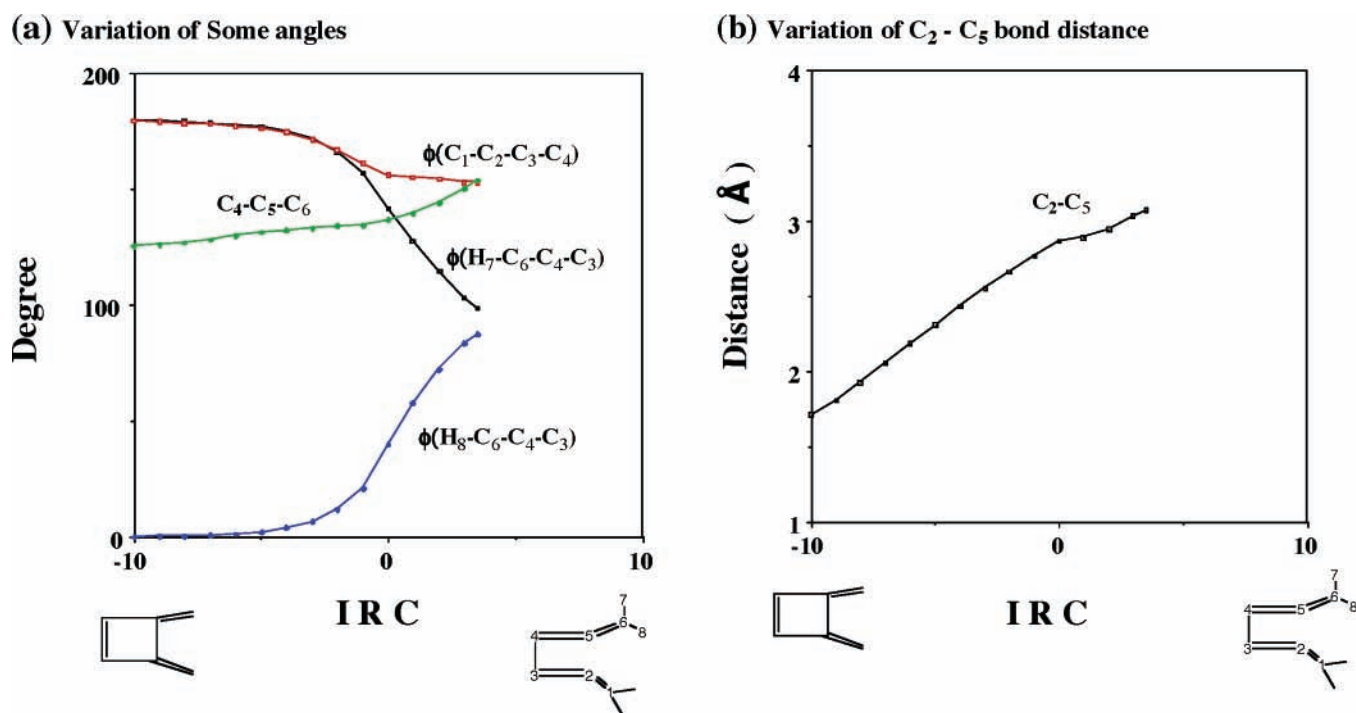 (a) Variation of Some angles
200
ϕ(C₁-C₂-C₃-C₄)
C₄-C₅-C₆
ϕ(H₇-C₆-C₄-C₃)
100
Degree
ϕ(H₈-C₆-C₄-C₃)
0
-10 0 10
I R C
7
6
4 5 8
3 2
1
(b) Variation of C₂ - C₅ bond distance
4
C₂-C₅
3
Distance ( Å )
2
1
-10 0 10
I R C
7
6
4 5 8
3 2
1